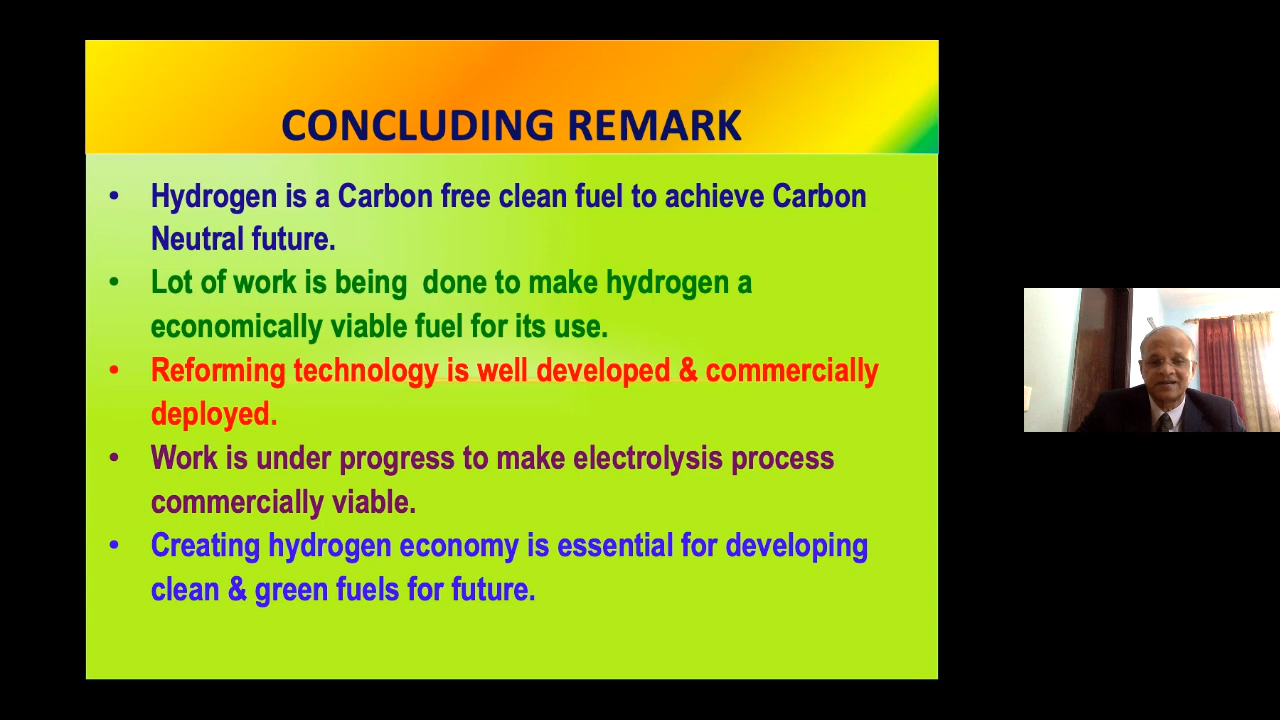 CONCLUDING REMARK
• Hydrogen is a Carbon free clean fuel to achieve Carbon
Neutral future.
• Lot of work is being  done to make hydrogen a
economically viable fuel for its use.
• Reforming technology is well developed & commercially
deployed.
• Work is under progress to make electrolysis process
commercially viable.
• Creating hydrogen economy is essential for developing
clean & green fuels for future.